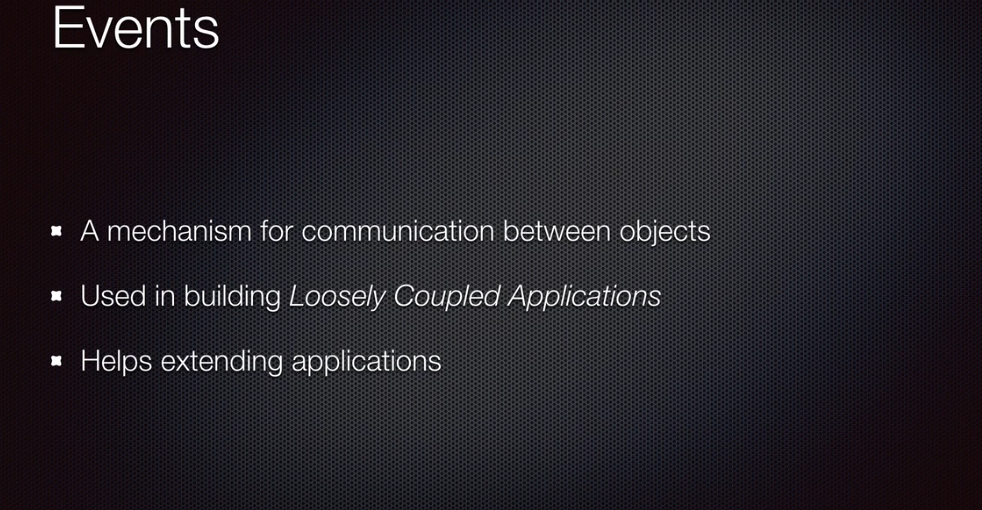 Events
A mechanism for communication between objects
Used in building Loosely Coupled Applications
Helps extending applications